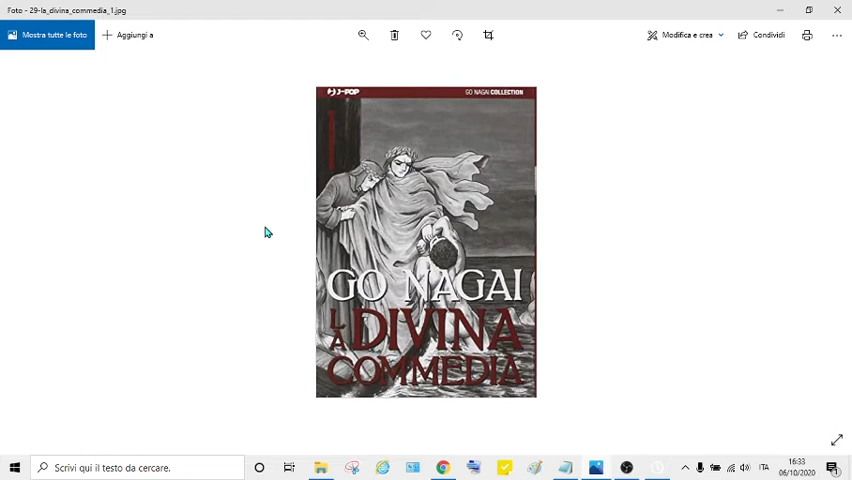 Foto - 29-la_divina_commedia_1.jpg
Mostra tutte le foto
Aggiungi a
Modifica e crea
Condividi
J-POP
GO NAGAI COLLECTION
GO NAGAI
LA DIVINA
COMMEDIA
Scrivi qui il testo da cercare.
ITA
16:33
06/10/2020
1